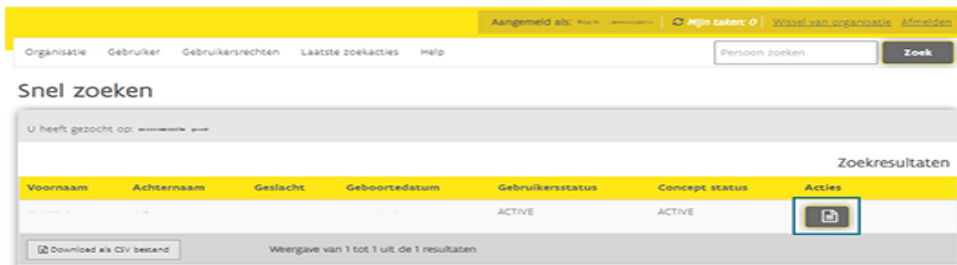 Aangemeld als: Mijn taken: 0 Wissel van organisatie Afmelden
Organisatie Gebruiker Gebruikersrechten Laatste zoekacties Help Persoon zoeken Zoek
Snel zoeken
U heeft gezocht op:
Zoekresultaten
Voornaam Achternaam Geslacht Geboortedatum Gebruikersstatus Concept status Acties
ACTIVE ACTIVE
Download als CSV bestand Weergave van 1 tot 1 uit de 1 resultaten